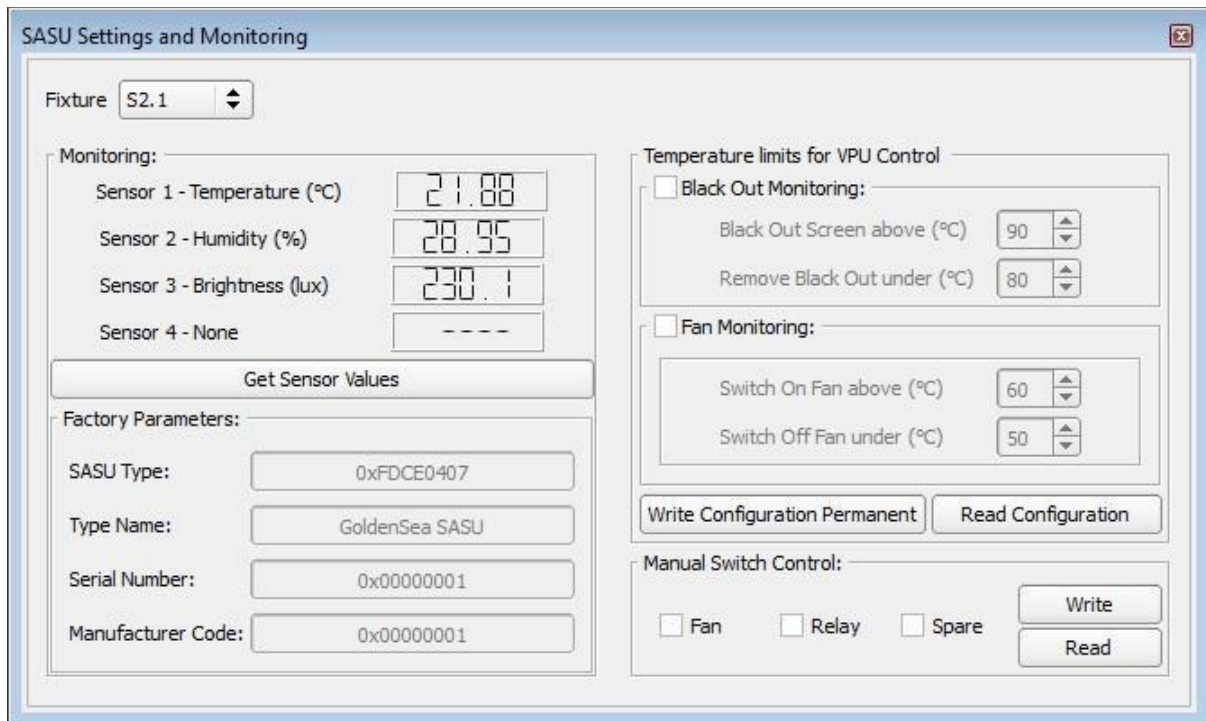 SASU Settings and Monitoring
Fixture S2.1
Monitoring:
Sensor 1 - Temperature (°C) 21.88
Sensor 2 - Humidity (%) 28.95
Sensor 3 - Brightness (lux) 230.1
Sensor 4 - None ----
Get Sensor Values
Factory Parameters:
SASU Type: 0xFDCE0407
Type Name: GoldenSea SASU
Serial Number: 0x00000001
Manufacturer Code: 0x00000001
Temperature limits for VPU Control
Black Out Monitoring:
Black Out Screen above (°C) 90
Remove Black Out under (°C) 80
Fan Monitoring:
Switch On Fan above (°C) 60
Switch Off Fan under (°C) 50
Write Configuration Permanent Read Configuration
Manual Switch Control:
Fan Relay Spare
Write
Read